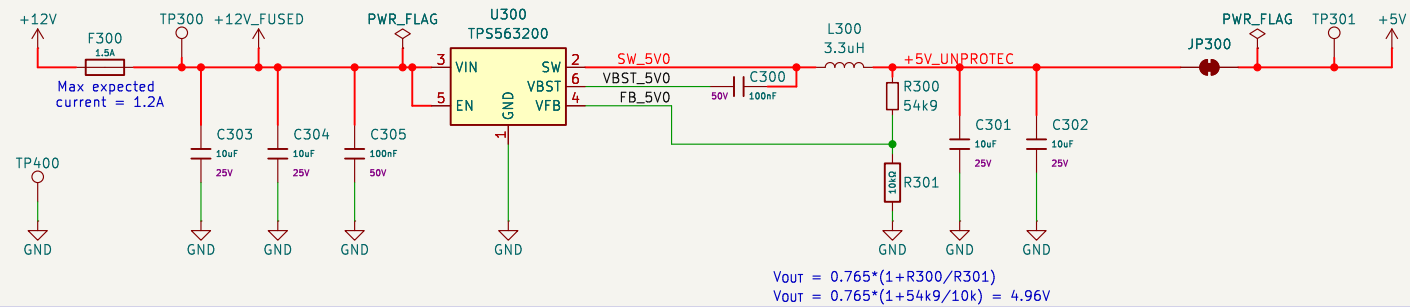 +12V
F300
1.5A
Max expected
current = 1.2A
TP300
+12V_FUSED
PWR_FLAG
U300
TPS563200
3 VIN
5 EN
GND
1
SW 2
VBST 6
VFB 4
SW_5V0
VBST_5V0
FB_5V0
50V
C300
100nF
L300
3.3uH
+5V_UNPROTEC
R300
54k9
JP300
PWR_FLAG
TP301
+5V
C303
10uF
25V
C304
10uF
25V
C305
100nF
50V
10kΩ
R301
C301
10uF
25V
C302
10uF
25V
TP400
GND
GND
GND
GND
GND
GND
GND
GND
VOUT = 0.765*(1+R300/R301)
VOUT = 0.765*(1+54k9/10k) = 4.96V